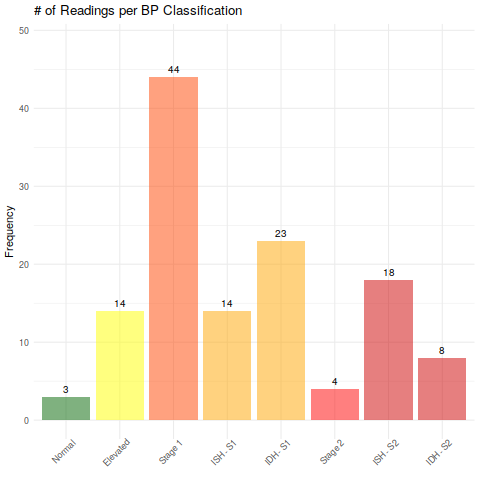 # of Readings per BP Classification
Frequency
50
40
30
20
10
0
3
14
44
14
23
4
18
8
Normal
Elevated
Stage 1
ISH - S1
IDH - S1
Stage 2
ISH - S2
IDH - S2